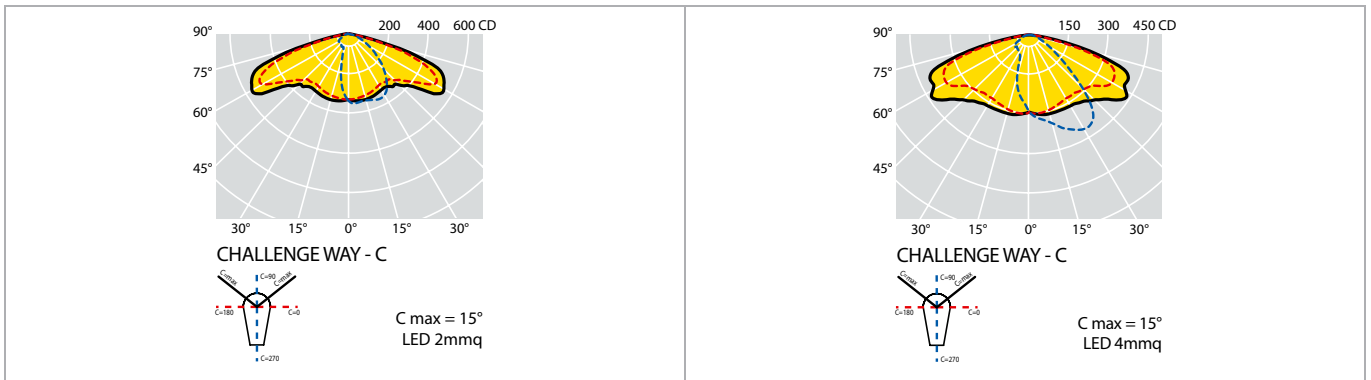 90° 200 400 600 CD
75°
60°
45°
30° 15° 0° 15° 30°
CHALLENGE WAY - C
C=max C=90 C=max
C=180 C=0
C=270
C max = 15°
LED 2mmq
90° 150 300 450 CD
75°
60°
45°
30° 15° 0° 15° 30°
CHALLENGE WAY - C
C=max C=90 C=max
C=180 C=0
C=270
C max = 15°
LED 4mmq